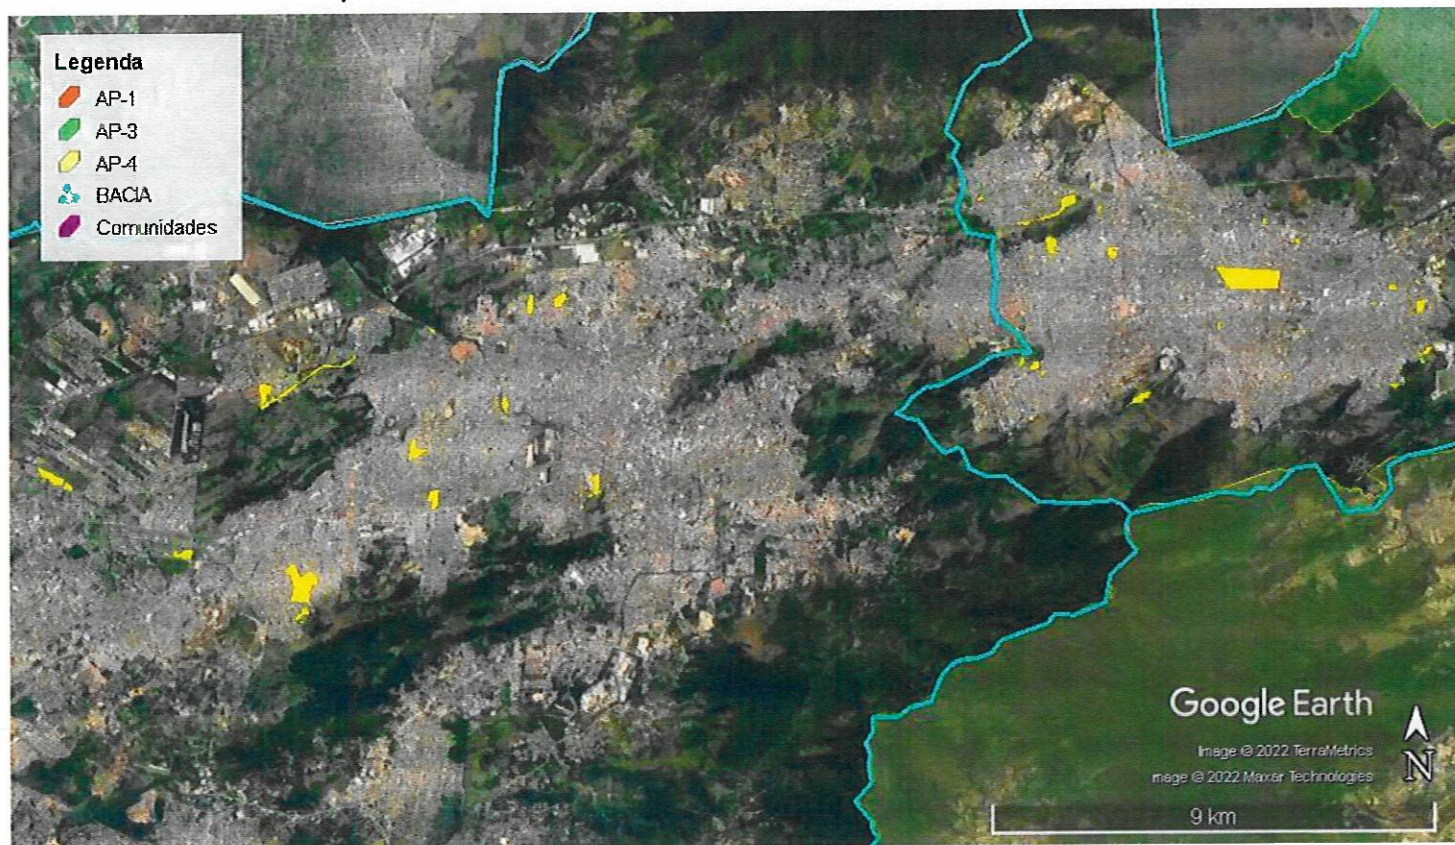 Legenda
AP-1
AP-3
AP-4
BACIA
Comunidades
Google Earth
Image © 2022 TerraMetrics
mage © 2022 Maxar Technologies
N
9 km